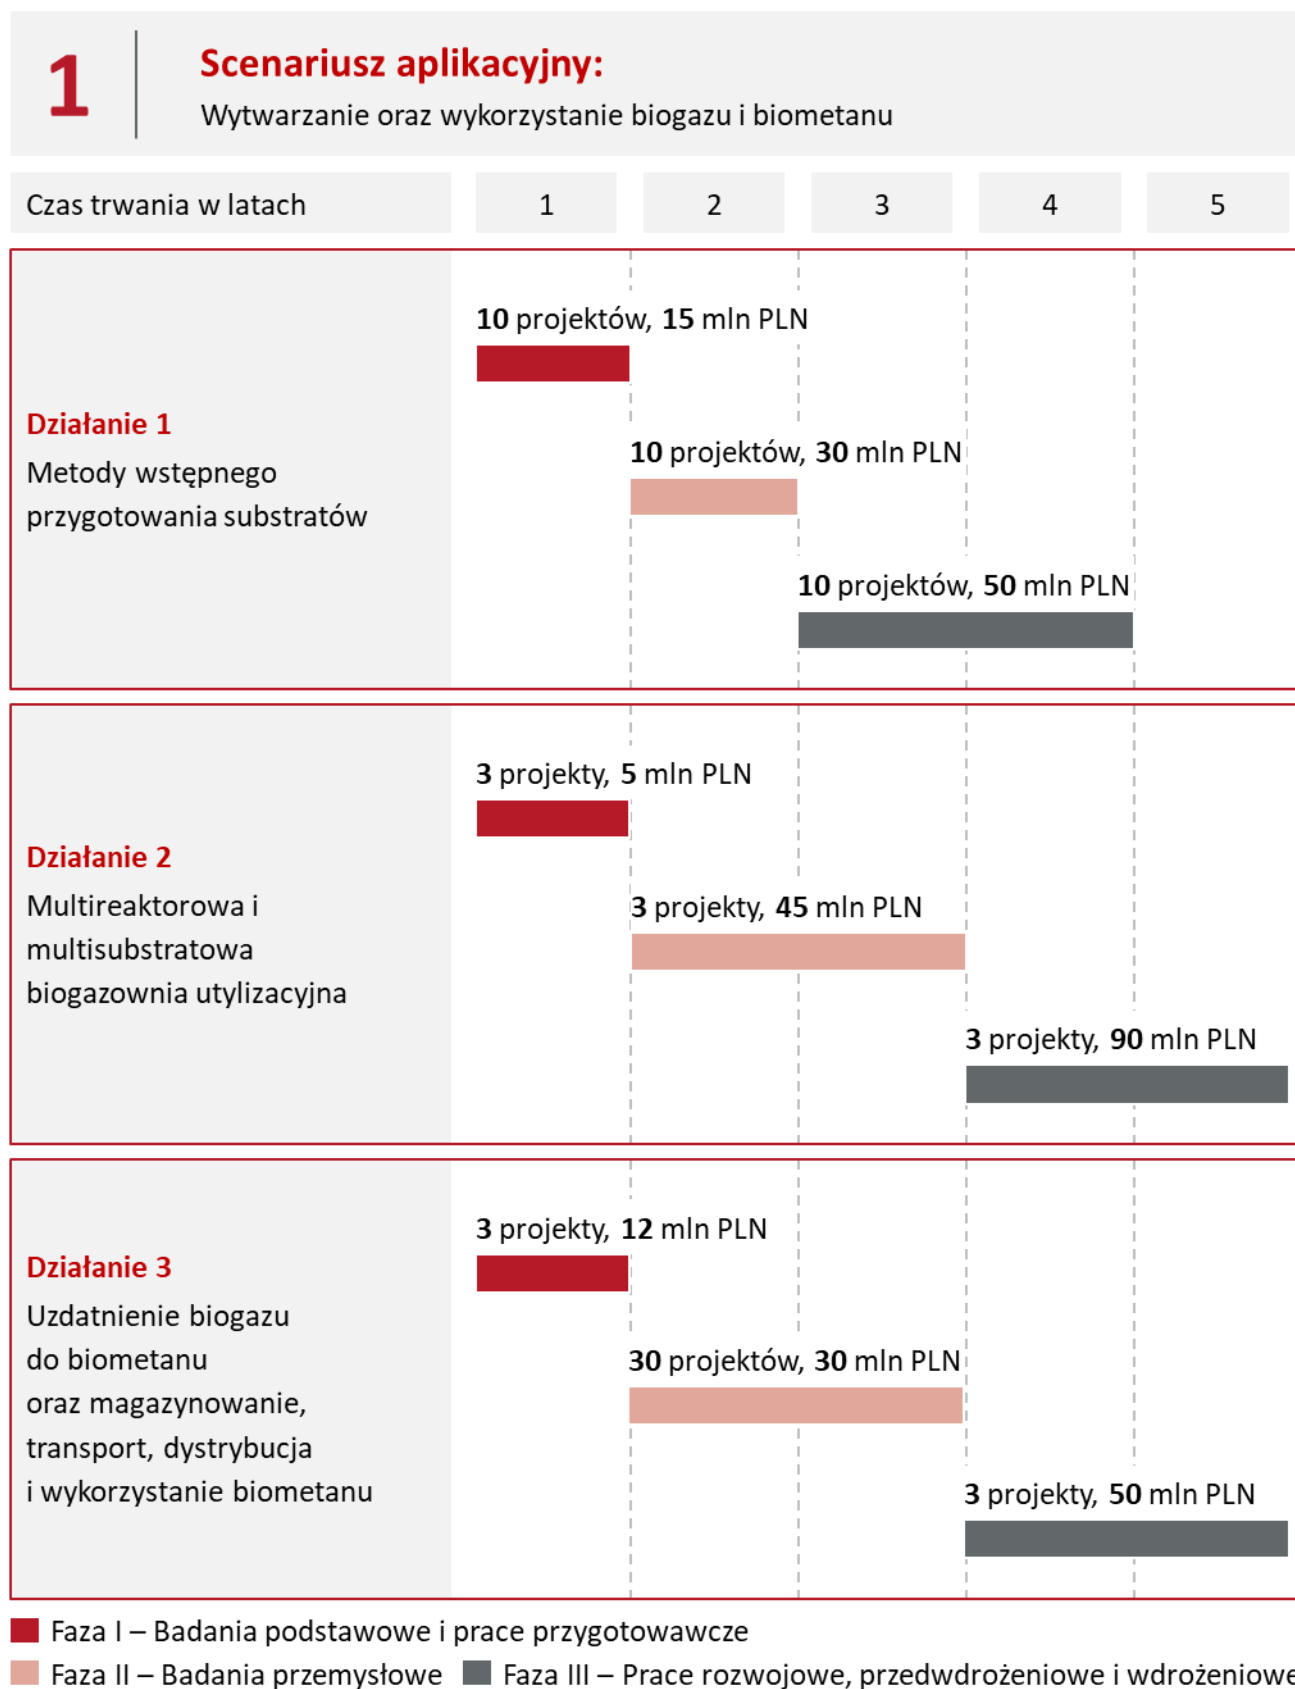 1
Scenariusz aplikacyjny:
Wytwarzanie oraz wykorzystanie biogazu i biometanu
Czas trwania w latach 1 2 3 4 5
Działanie 1
Metody wstępnego
przygotowania substratów
10 projektów, 15 mln PLN
10 projektów, 30 mln PLN
10 projektów, 50 mln PLN
Działanie 2
Multireaktorowa i
multisubstratowa
biogazownia utylizacyjna
3 projekty, 5 mln PLN
3 projekty, 45 mln PLN
3 projekty, 90 mln PLN
Działanie 3
Uzdatnienie biogazu
do biometanu
oraz magazynowanie,
transport, dystrybucja
i wykorzystanie biometanu
3 projekty, 12 mln PLN
30 projektów, 30 mln PLN
3 projekty, 50 mln PLN
Faza I – Badania podstawowe i prace przygotowawcze
Faza II – Badania przemysłowe Faza III – Prace rozwojowe, przedwdrożeniowe i wdrożeniowe